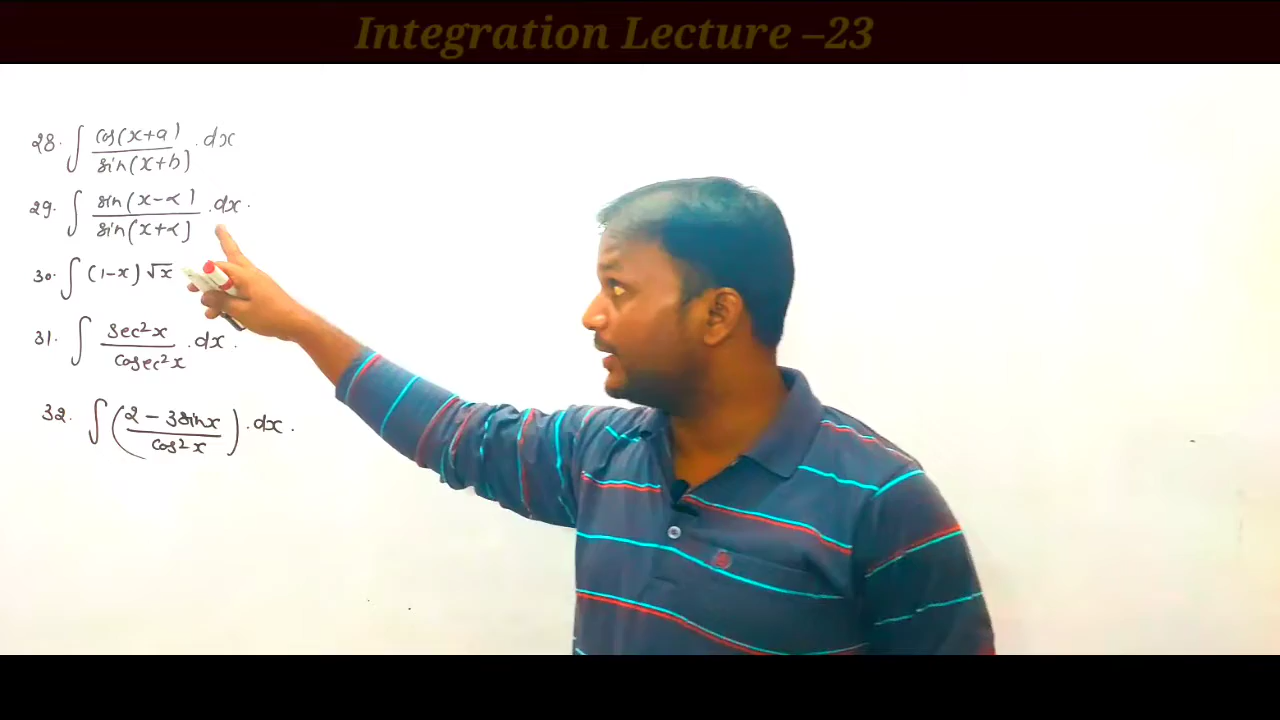 Integration Lecture –23
28. ∫ cos(x+a) / sin(x+b) .dx
29. ∫ sin(x-α) / sin(x+α) .dx.
30. ∫ (1-x) √x
31. ∫ sec²x / cosec²x .dx.
32. ∫ (2 - 3sinx / cos²x) .dx.